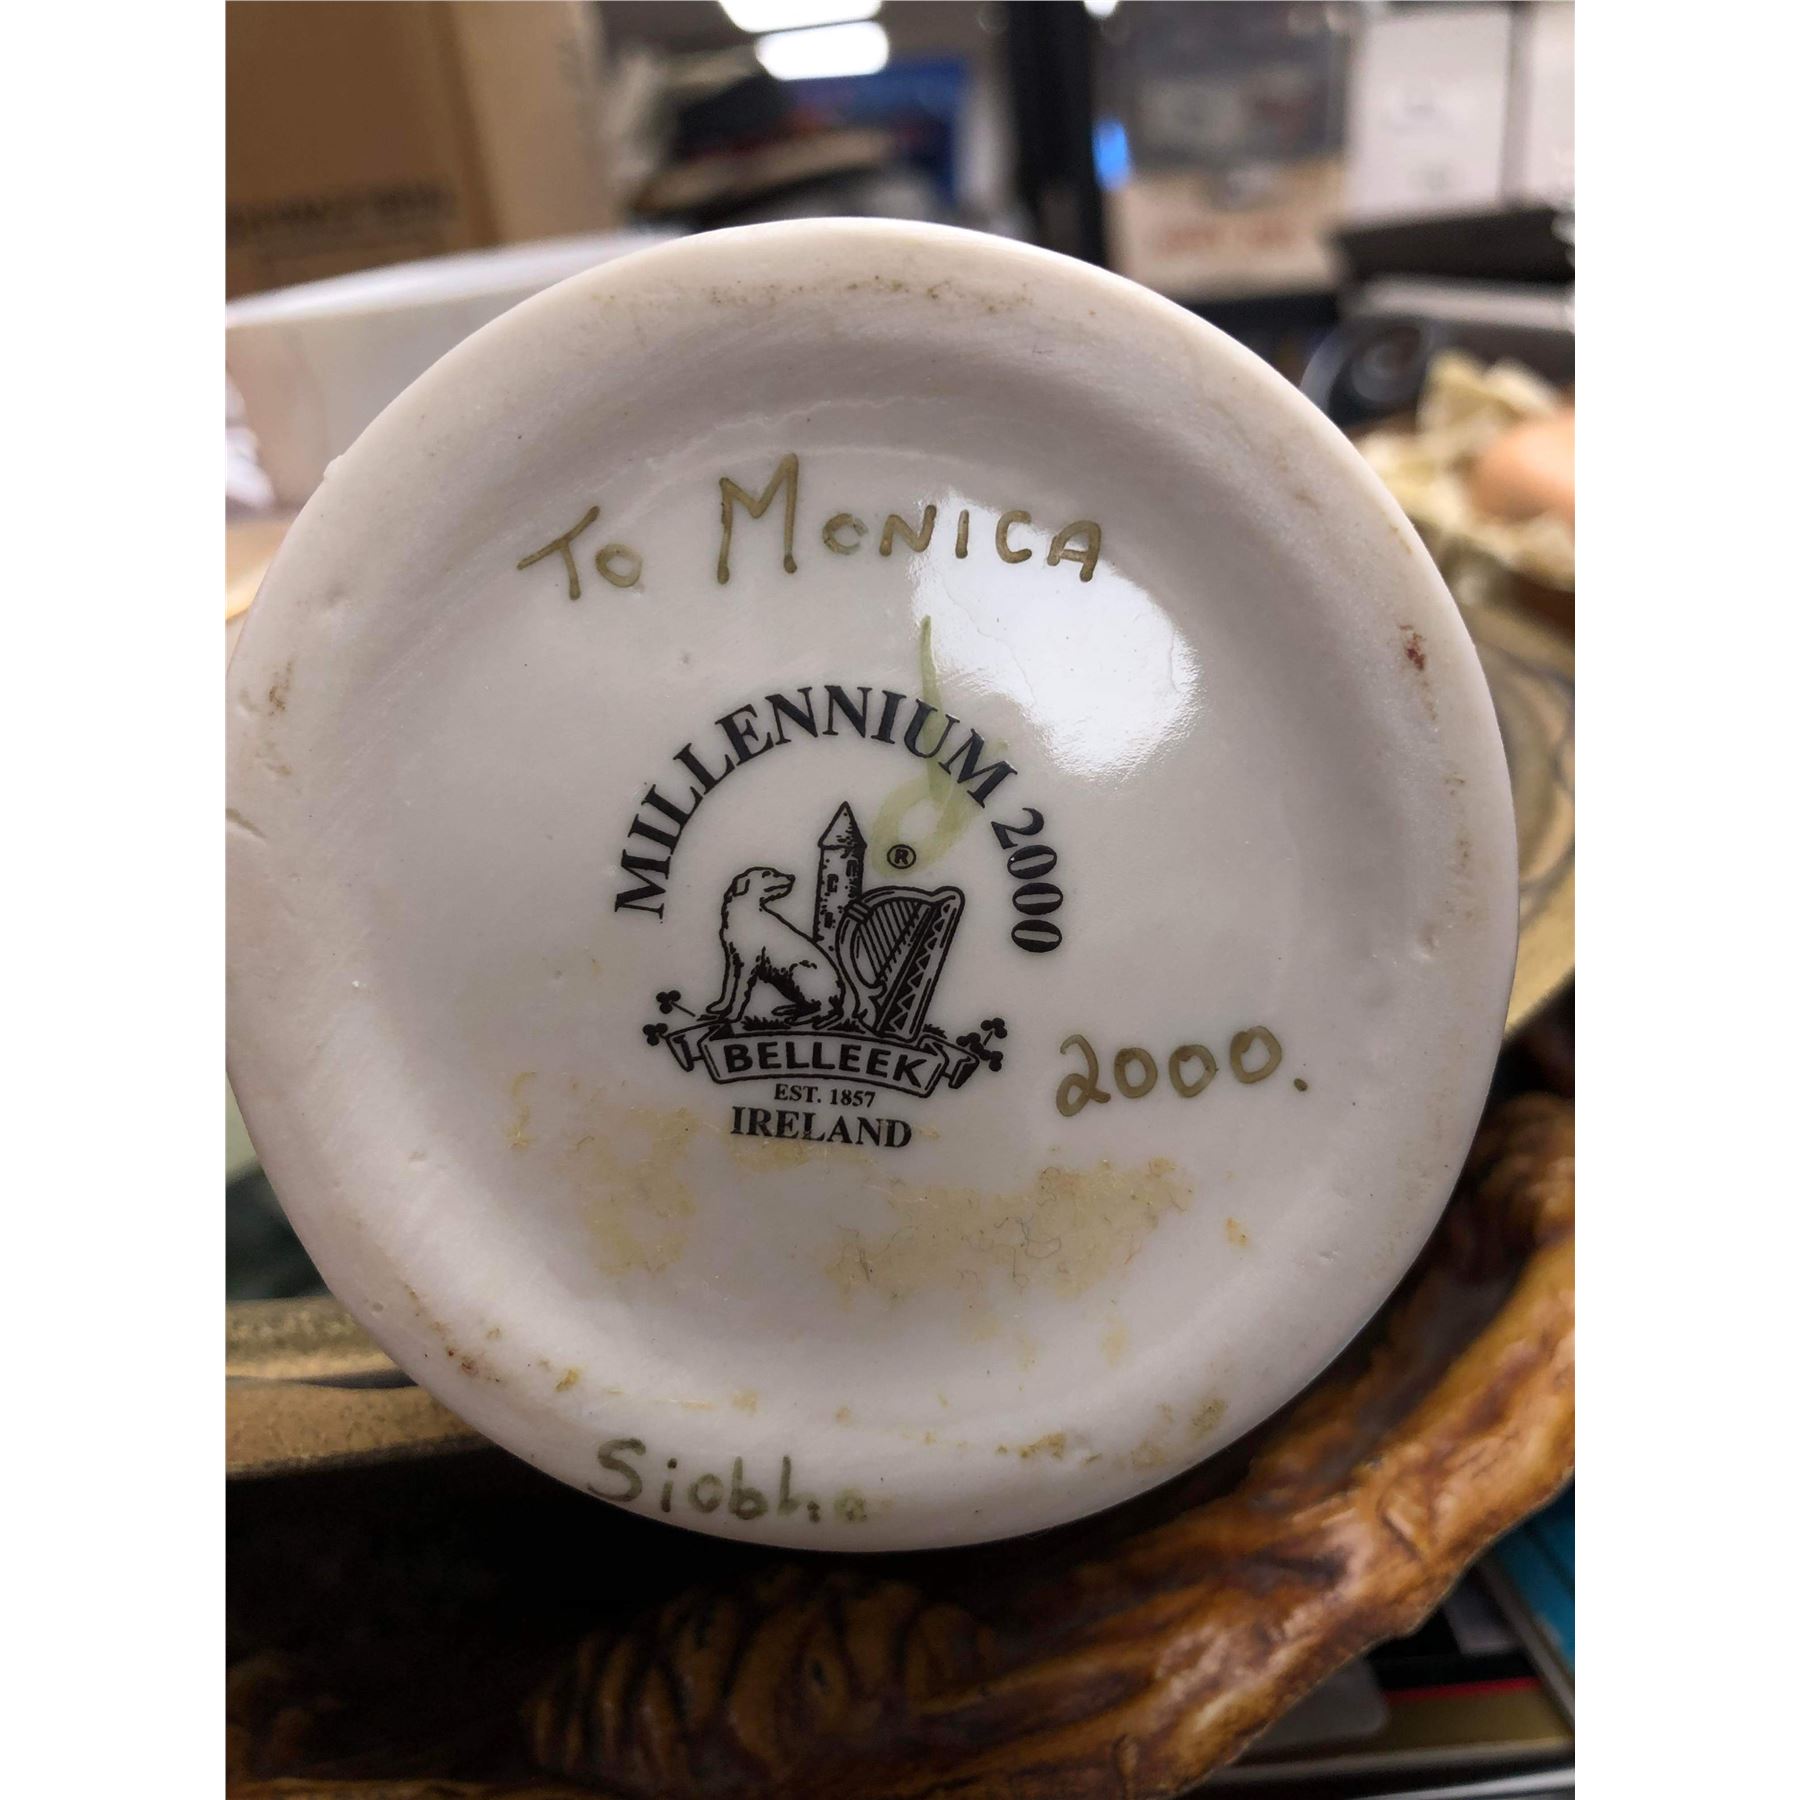 To Monica
MILLENNIUM 2000
®
BELLEEK
EST. 1857
IRELAND
2000.